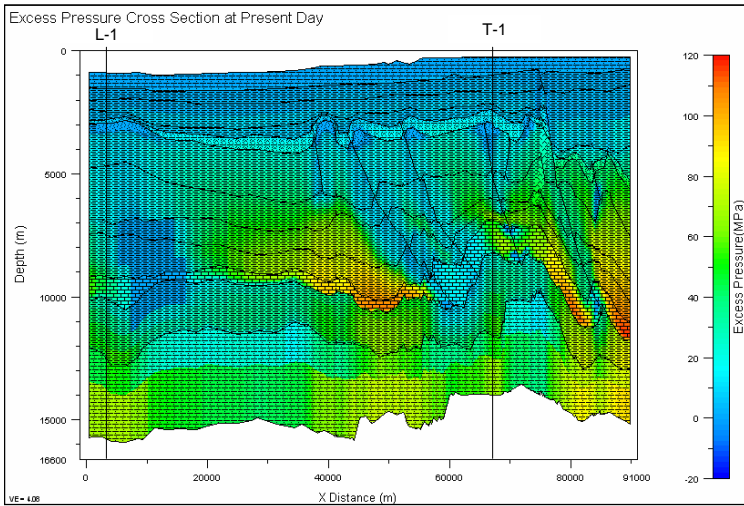 Excess Pressure Cross Section at Present Day
L-1
T-1
0
5000
10000
15000
16600
Depth (m)
0
20000
40000
60000
80000
91000
X Distance (m)
VE= 4.08
120
100
80
60
40
20
0
-20
Excess Pressure(MPa)